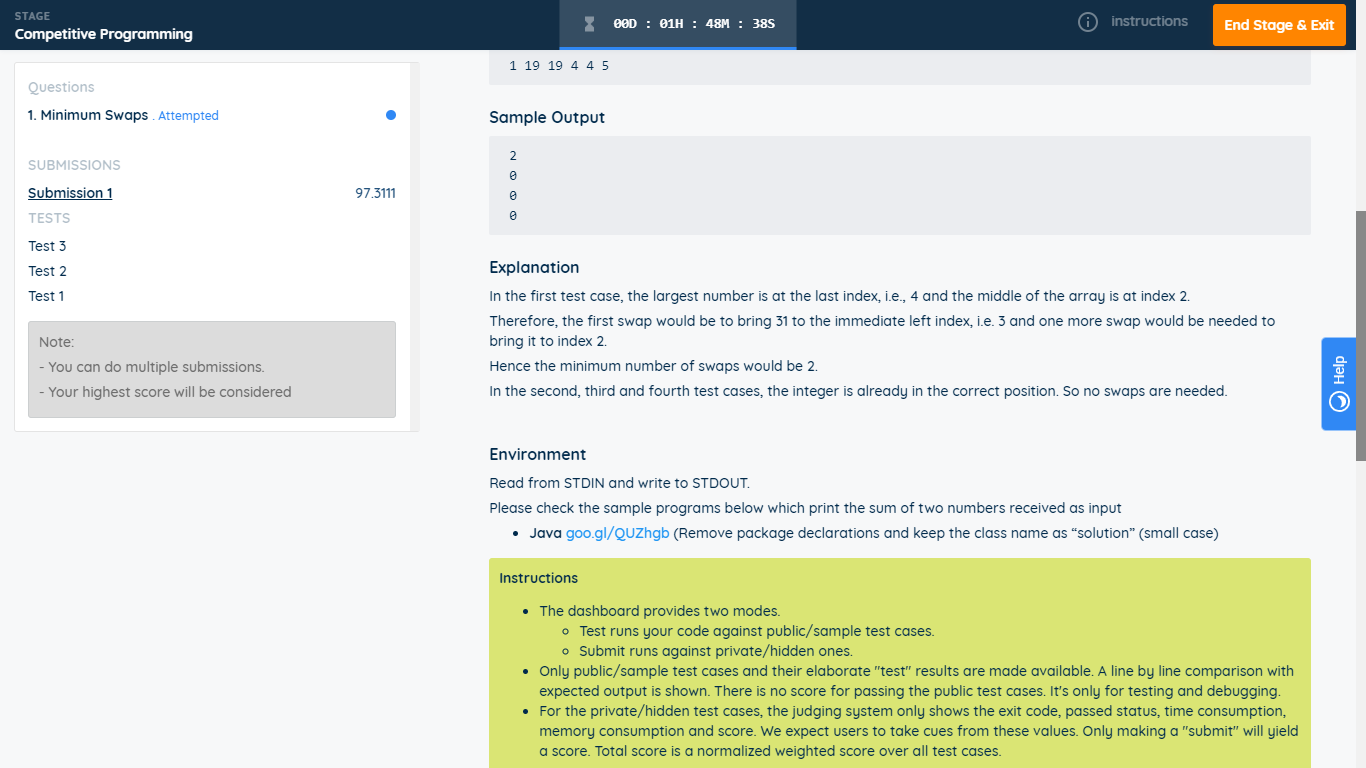 STAGE
Competitive Programming
00D : 01H : 48M : 38S
instructions
End Stage & Exit
Questions
1. Minimum Swaps . Attempted
SUBMISSIONS
Submission 1 97.3111
TESTS
Test 3
Test 2
Test 1
Note:
- You can do multiple submissions.
- Your highest score will be considered
1 19 19 4 4 5
Sample Output
2
0
0
0
Explanation
In the first test case, the largest number is at the last index, i.e., 4 and the middle of the array is at index 2.
Therefore, the first swap would be to bring 31 to the immediate left index, i.e. 3 and one more swap would be needed to
bring it to index 2.
Hence the minimum number of swaps would be 2.
In the second, third and fourth test cases, the integer is already in the correct position. So no swaps are needed.
Environment
Read from STDIN and write to STDOUT.
Please check the sample programs below which print the sum of two numbers received as input
• Java goo.gl/QUZhgb (Remove package declarations and keep the class name as “solution” (small case)
Instructions
• The dashboard provides two modes.
◦ Test runs your code against public/sample test cases.
◦ Submit runs against private/hidden ones.
• Only public/sample test cases and their elaborate "test" results are made available. A line by line comparison with
expected output is shown. There is no score for passing the public test cases. It's only for testing and debugging.
• For the private/hidden test cases, the judging system only shows the exit code, passed status, time consumption,
memory consumption and score. We expect users to take cues from these values. Only making a "submit" will yield
a score. Total score is a normalized weighted score over all test cases.
Help